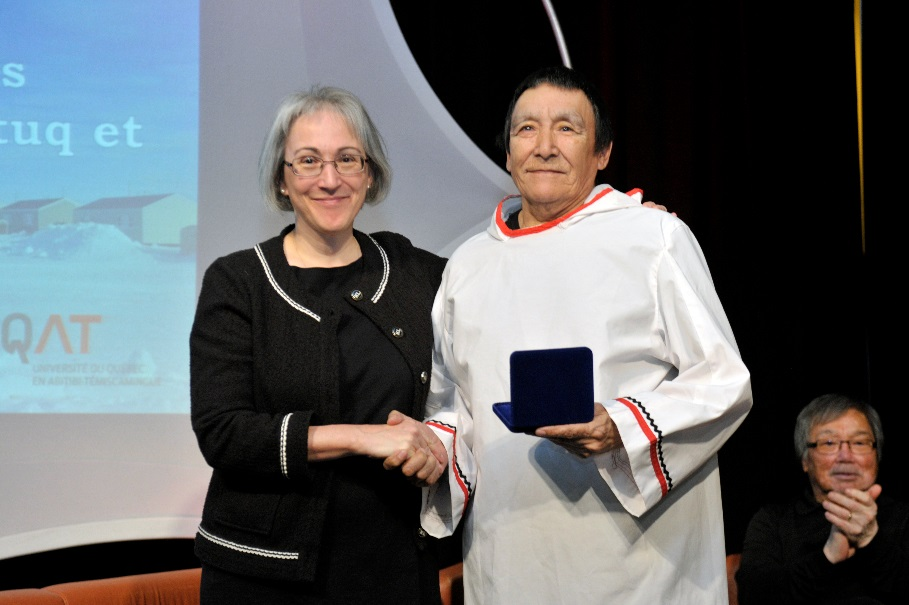 s
tuq et
QAT
UNIVERSITÉ DU QUÉBEC
EN ABITIBI-TÉMISCAMINGUE